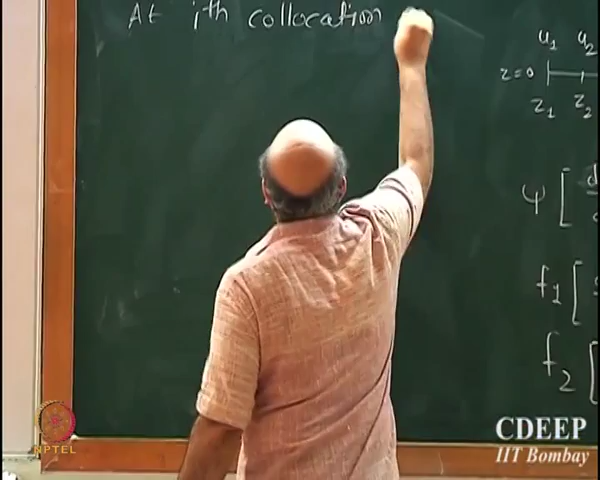 At ith collocation
u1 u2
z=0
z1 z2
ψ[
f1[
f2[
NPTEL
CDEEP
IIT Bombay